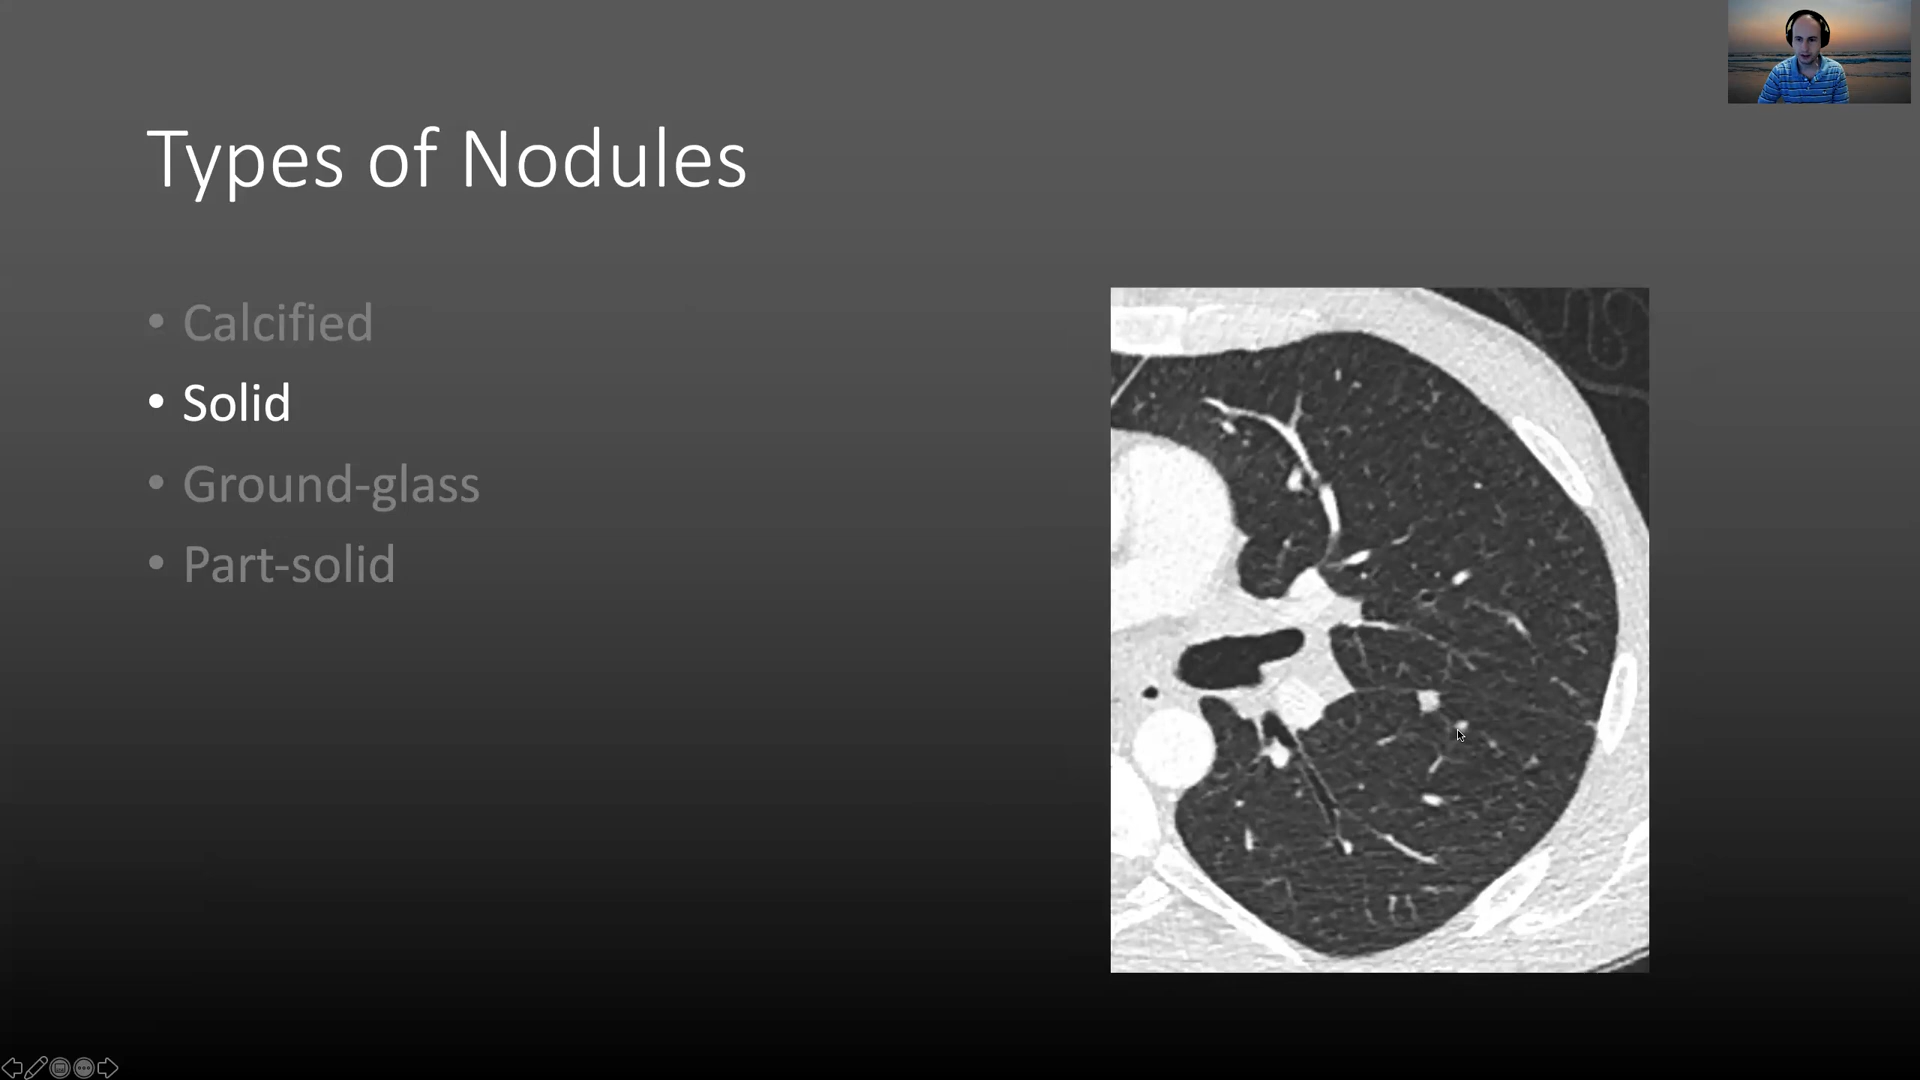 Types of Nodules
• Calcified
• Solid
• Ground-glass
• Part-solid